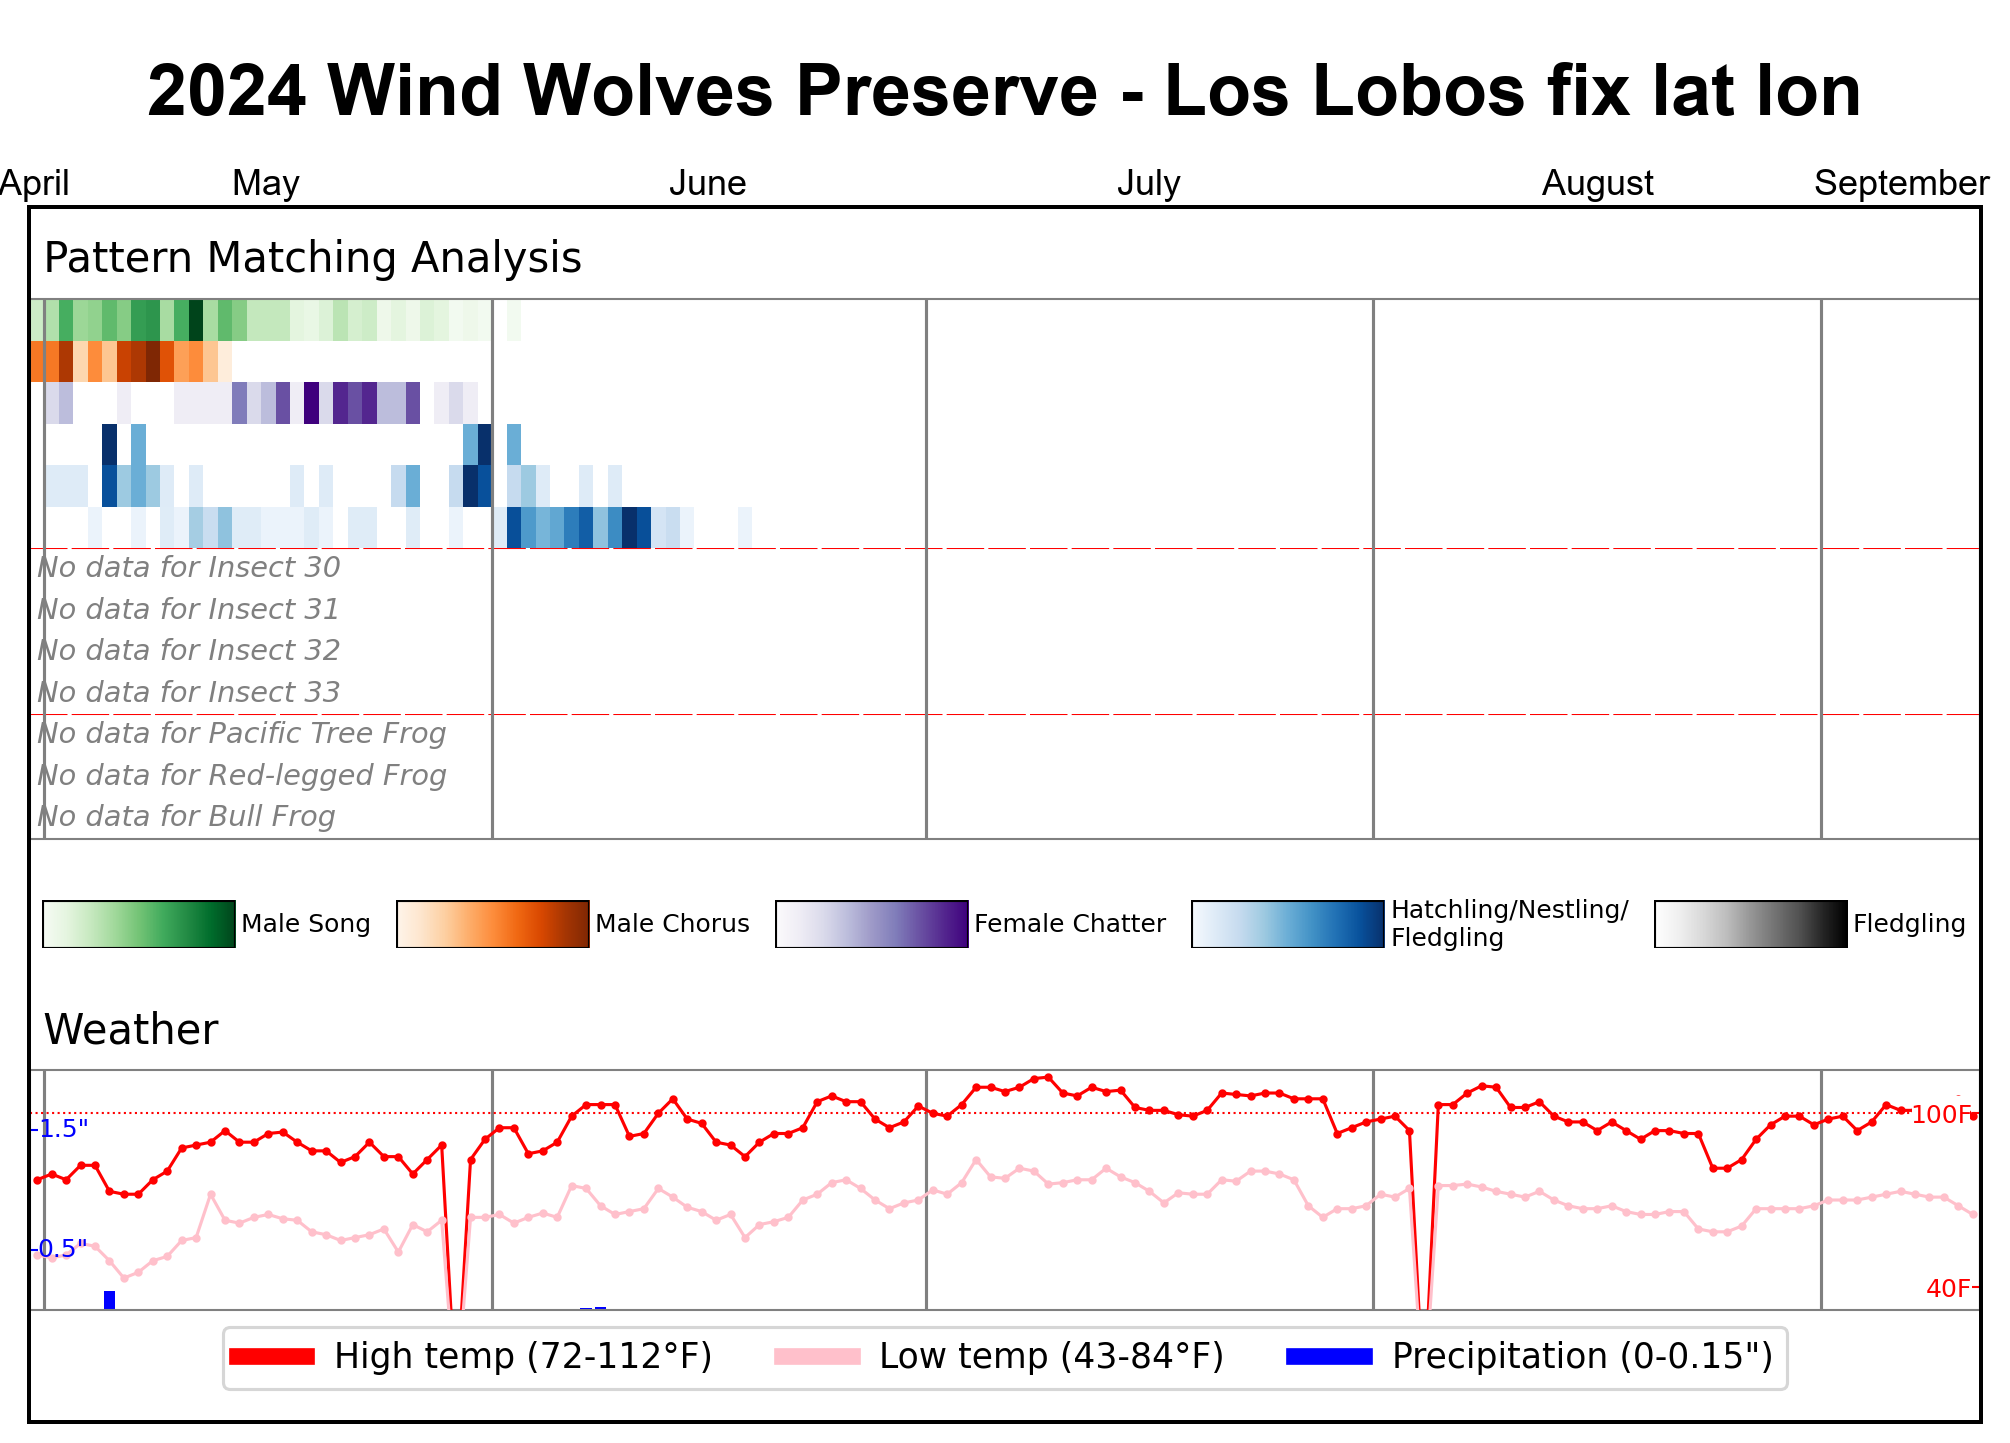 2024 Wind Wolves Preserve - Los Lobos fix lat lon
April May June July August September
Pattern Matching Analysis
No data for Insect 30
No data for Insect 31
No data for Insect 32
No data for Insect 33
No data for Pacific Tree Frog
No data for Red-legged Frog
No data for Bull Frog
Male Song
Male Chorus
Female Chatter
Hatchling/Nestling/
Fledgling
Fledgling
Weather
1.5"
100F
0.5"
40F
High temp (72-112°F)
Low temp (43-84°F)
Precipitation (0-0.15")